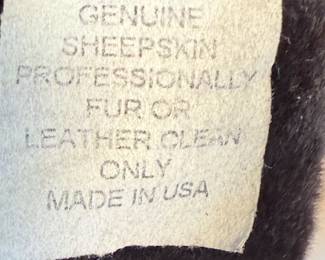 GENUINE
SHEEPSKIN
PROFESSIONALLY
FUR OR
LEATHER CLEAN
ONLY
MADE IN USA